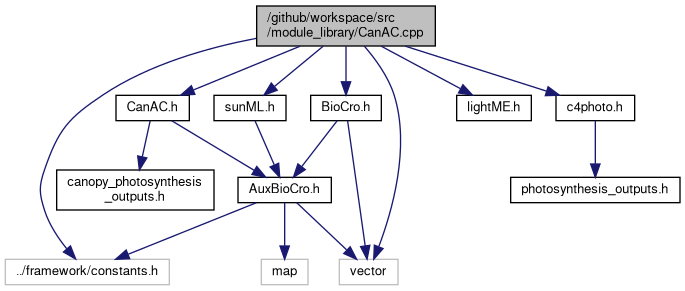 /github/workspace/src
/module_library/CanAC.cpp
CanAC.h
sunML.h
BioCro.h
lightME.h
c4photo.h
canopy_photosynthesis
_outputs.h
AuxBioCro.h
photosynthesis_outputs.h
../framework/constants.h
map
vector